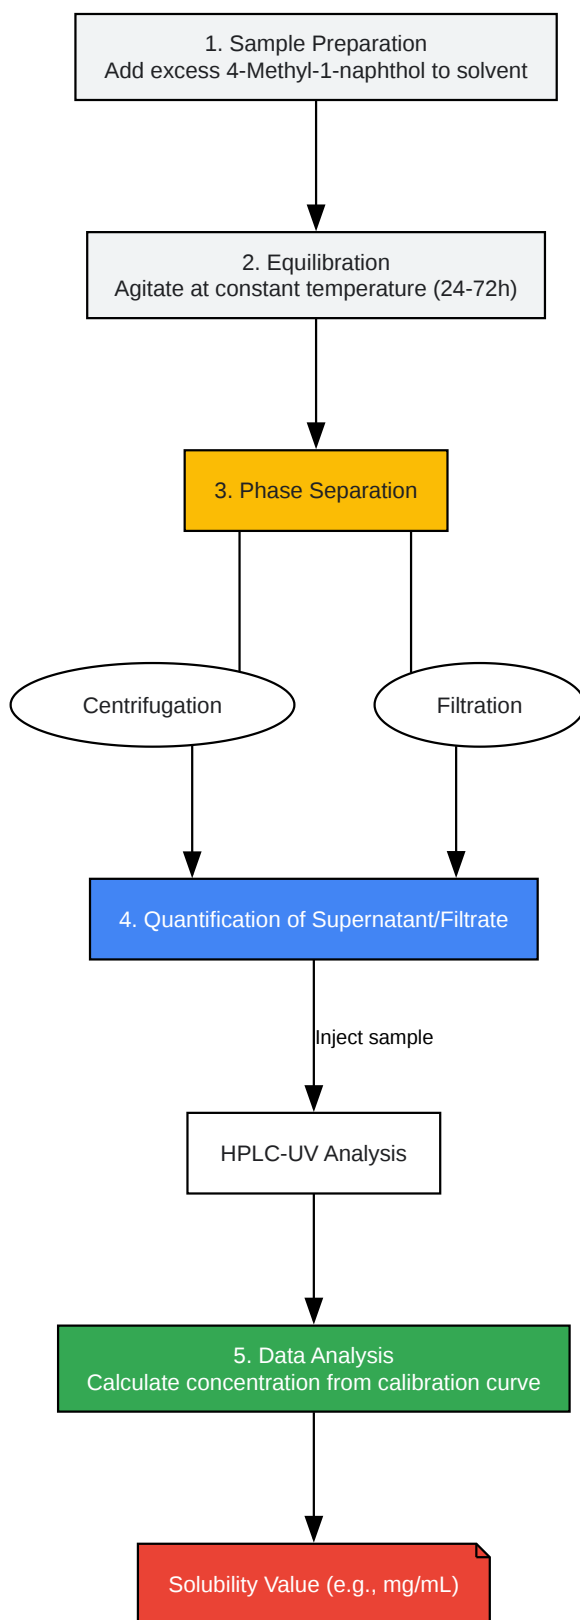 1. Sample Preparation
Add excess 4-Methyl-1-naphthol to solvent
2. Equilibration
Agitate at constant temperature (24-72h)
3. Phase Separation
Centrifugation
Filtration
4. Quantification of Supernatant/Filtrate
Inject sample
HPLC-UV Analysis
5. Data Analysis
Calculate concentration from calibration curve
Solubility Value (e.g., mg/mL)